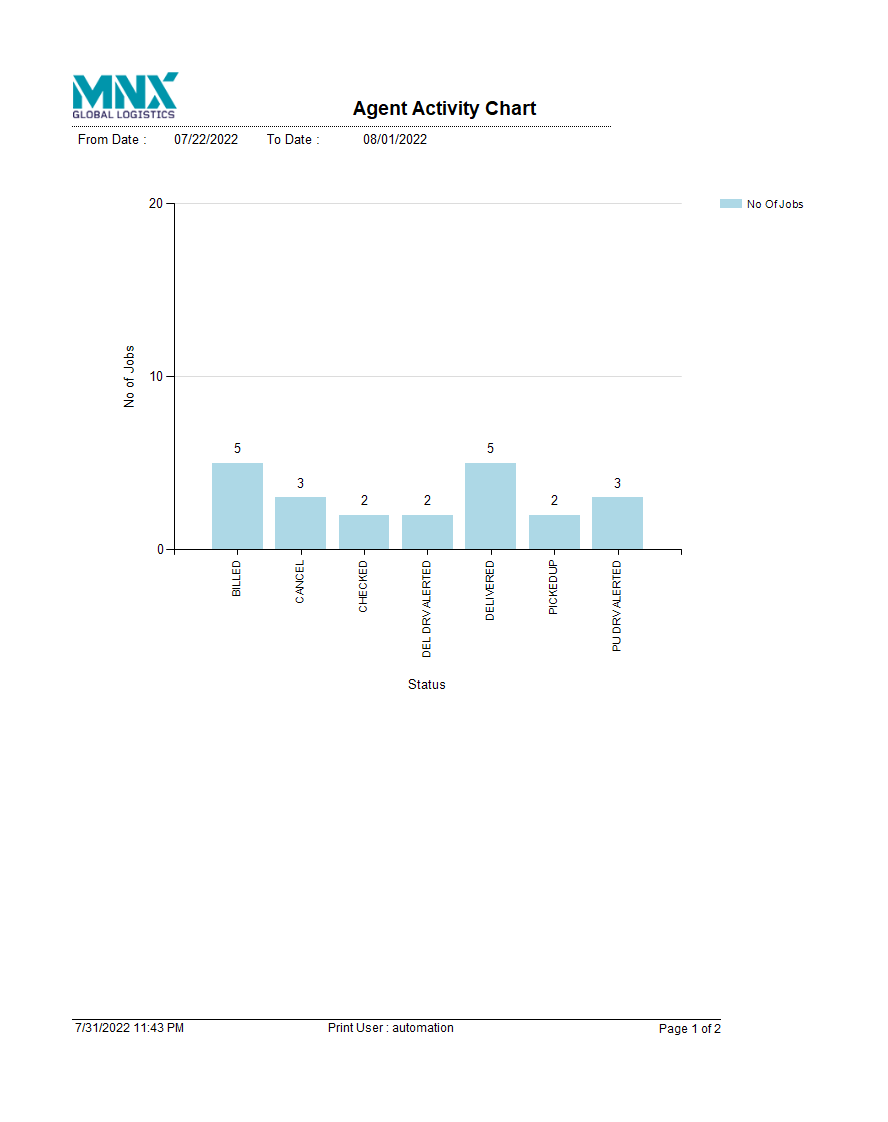 MNX
GLOBAL LOGISTICS
Agent Activity Chart
From Date : 07/22/2022 To Date : 08/01/2022
20
No Of Jobs
No of Jobs
10
5
5
3
3
2
2
2
0
BILLED
CANCEL
CHECKED
DEL DRV ALERTED
DELIVERED
PICKEDUP
PU DRV ALERTED
Status
7/31/2022 11:43 PM Print User : automation Page 1 of 2